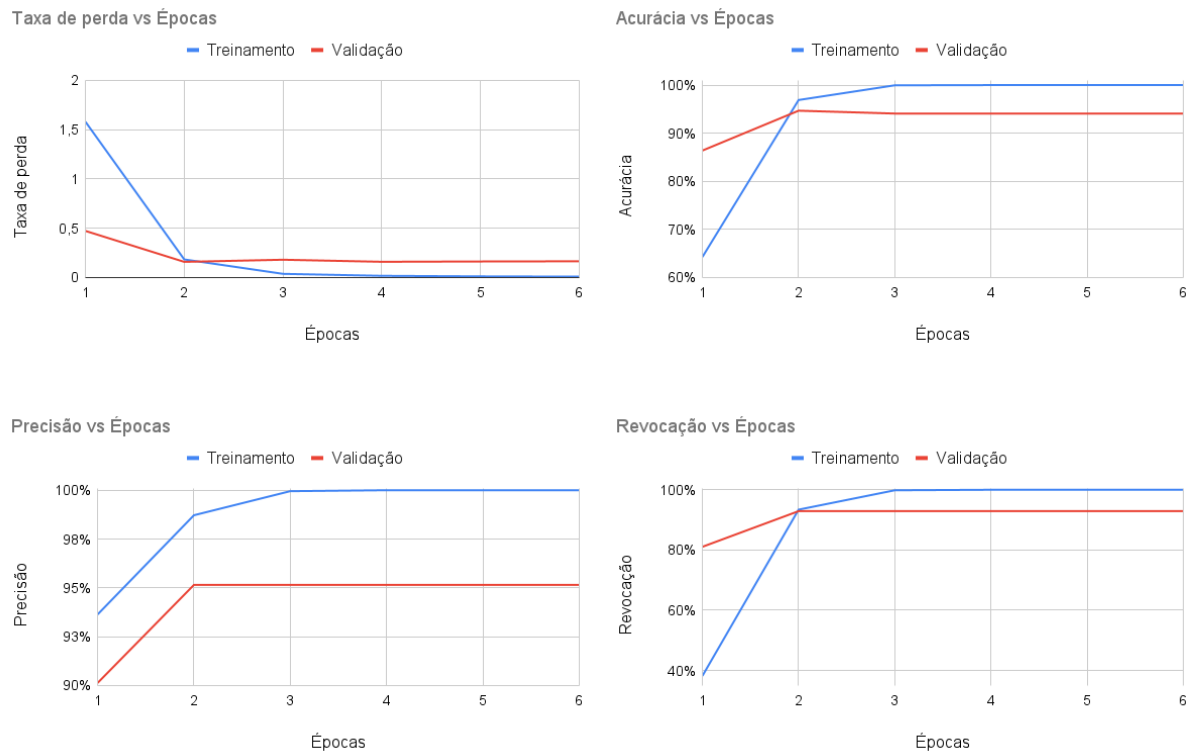 Taxa de perda vs Épocas
Treinamento Validação
2
1,5
1
0,5
0
Taxa de perda
1 2 3 4 5 6
Épocas
Acurácia vs Épocas
Treinamento Validação
100%
90%
80%
70%
60%
Acurácia
1 2 3 4 5 6
Épocas
Precisão vs Épocas
Treinamento Validação
100%
98%
95%
93%
90%
Precisão
1 2 3 4 5 6
Épocas
Revocação vs Épocas
Treinamento Validação
100%
80%
60%
40%
Revocação
1 2 3 4 5 6
Épocas